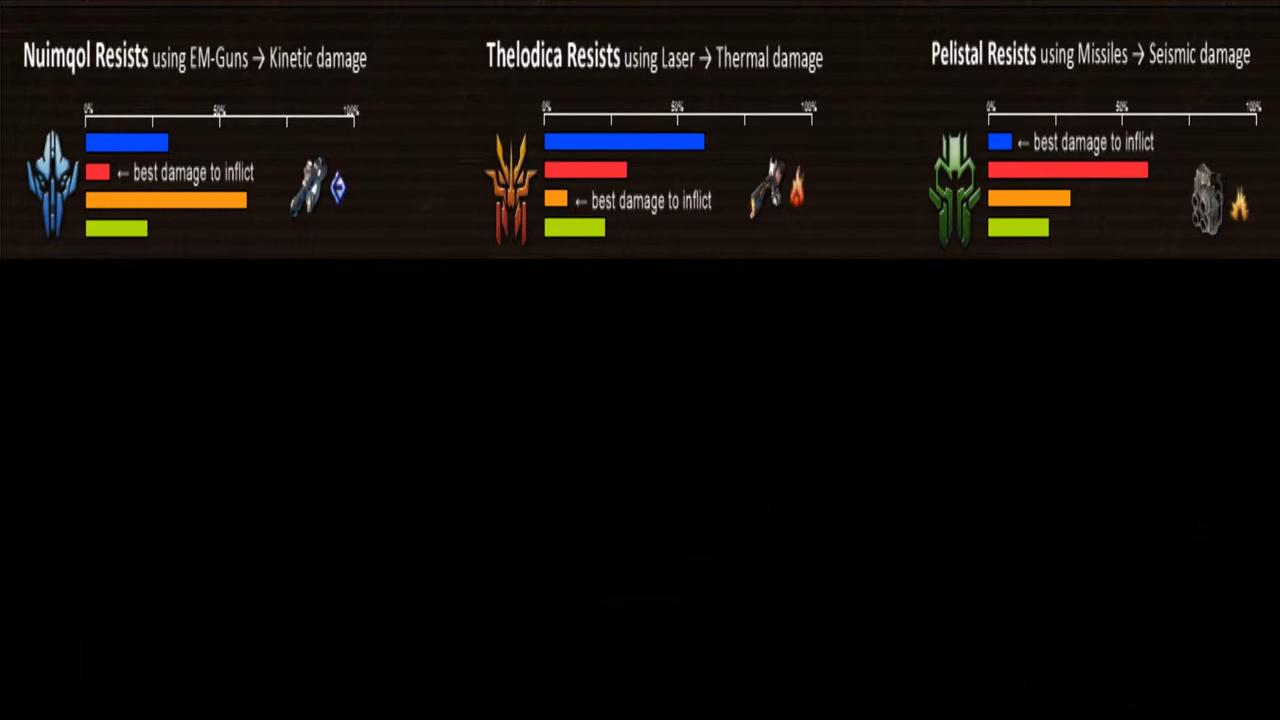 Nuimqol Resists using EM-Guns → Kinetic damage
0% 50% 100%
← best damage to inflict
Thelodica Resists using Laser → Thermal damage
0% 50% 100%
← best damage to inflict
Pelistal Resists using Missiles → Seismic damage
0% 50% 100%
← best damage to inflict